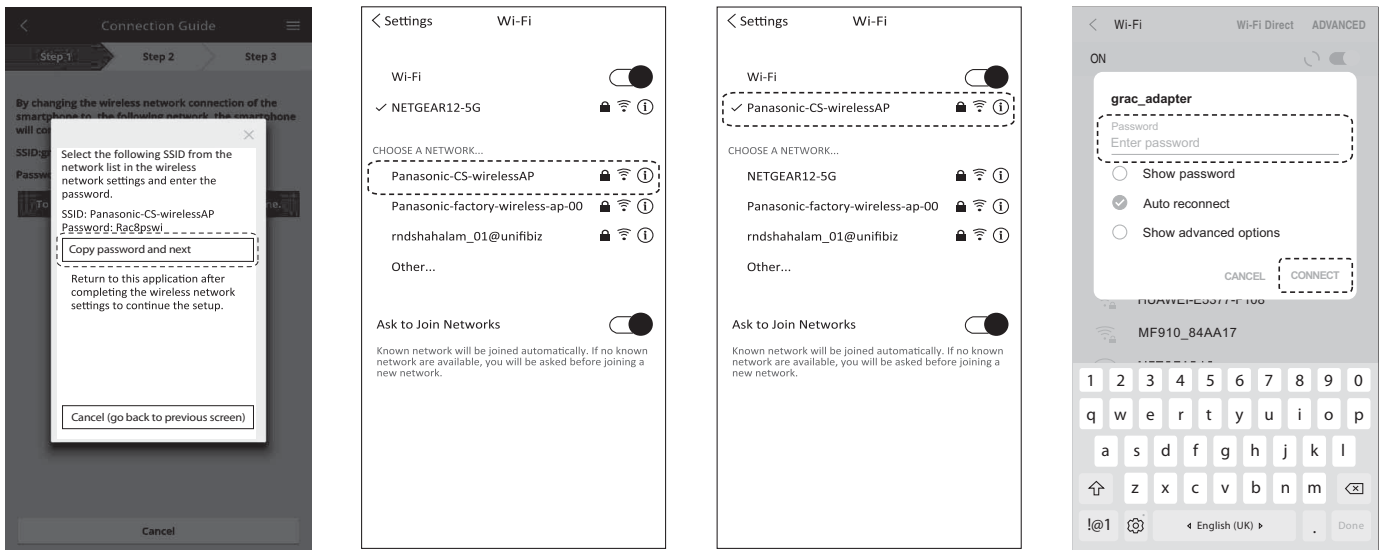 Connection Guide
Step 1
Step 2
Step 3
By changing the wireless network connection of the
smartphone to the following network, the smartphone
will
SSID:
Select the following SSID from the
network list in the wireless
network settings and enter the
password.
SSID: Panasonic-CS-wirelessAP
Password: Rac8pswi
Copy password and next
Return to this application after
completing the wireless network
settings to continue the setup.
Cancel (go back to previous screen)
Cancel
Settings Wi-Fi
Wi-Fi
NETGEAR12-5G
CHOOSE A NETWORK...
Panasonic-CS-wirelessAP
Panasonic-factory-wireless-ap-00
rndshahalam_01@unifibiz
Other...
Ask to Join Networks
Known network will be joined automatically. If no known
network are available, you will be asked before joining a
new network.
Settings Wi-Fi
Wi-Fi
Panasonic-CS-wirelessAP
CHOOSE A NETWORK...
NETGEAR12-5G
Panasonic-factory-wireless-ap-00
rndshahalam_01@unifibiz
Other...
Ask to Join Networks
Known network will be joined automatically. If no known
network are available, you will be asked before joining a
new network.
Wi-Fi Wi-Fi Direct ADVANCED
ON
grac_adapter
Password
Enter password
Show password
Auto reconnect
Show advanced options
CANCEL CONNECT
MF910_84AA17
1 2 3 4 5 6 7 8 9 0
q w e r t y u i o p
a s d f g h j k l
z x c v b n m
!@1 English (UK) . Done